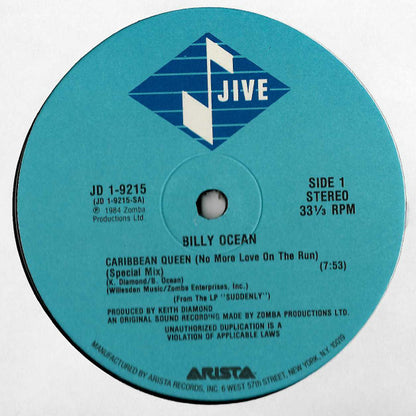 JIVE
JD 1-9215
(JD 1-9215-SA)
℗ 1984 Zomba
Productions Ltd.
SIDE 1
STEREO
33⅓ RPM
BILLY OCEAN
CARIBBEAN QUEEN (No More Love On The Run)
(Special Mix) (7:53)
(K. Diamond/B. Ocean)
(Willesden Music/Zomba Enterprises, Inc.)
(From The LP "SUDDENLY")
PRODUCED BY KEITH DIAMOND
AN ORIGINAL SOUND RECORDING MADE BY ZOMBA PRODUCTIONS LTD.
UNAUTHORIZED DUPLICATION IS A
VIOLATION OF APPLICABLE LAWS
ARISTA
MANUFACTURED BY ARISTA RECORDS, INC. 6 WEST 57th STREET, NEW YORK, N.Y. 10019